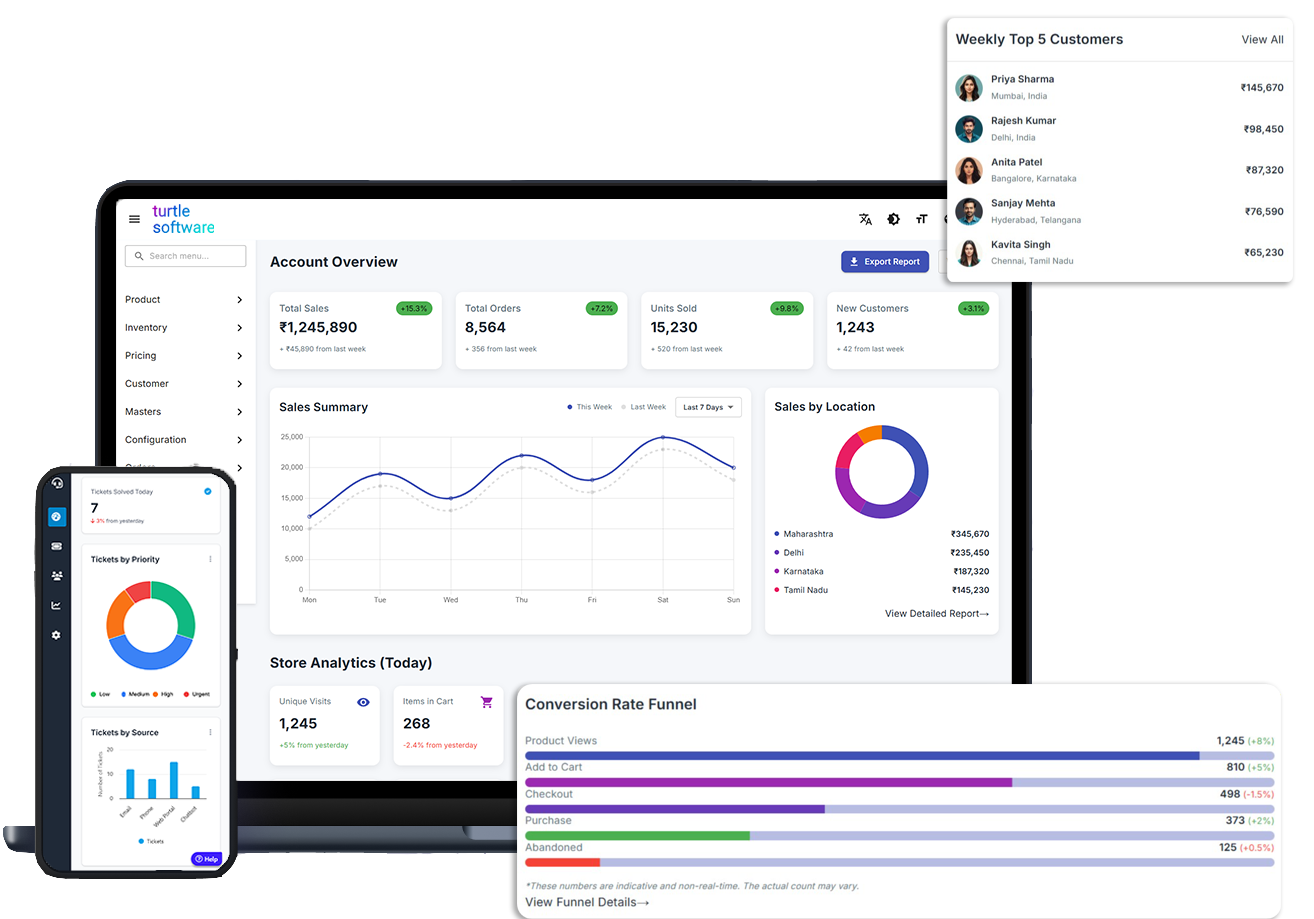 Weekly Top 5 Customers
View All
Priya Sharma
Mumbai, India
₹145,670
Rajesh Kumar
Delhi, India
₹98,450
Anita Patel
Bangalore, Karnataka
₹87,320
Sanjay Mehta
Hyderabad, Telangana
₹76,590
Kavita Singh
Chennai, Tamil Nadu
₹65,230
turtle
software
Search menu...
Product
Inventory
Pricing
Customer
Masters
Configuration
Account Overview
Export Report
Total Sales
+15.3%
₹1,245,890
+ ₹45,890 from last week
Total Orders
+7.2%
8,564
+ 356 from last week
Units Sold
+9.8%
15,230
+ 520 from last week
New Customers
+3.1%
1,243
+ 42 from last week
Sales Summary
This Week
Last Week
Last 7 Days
25,000
20,000
15,000
10,000
5,000
0
Mon Tue Wed Thu Fri Sat Sun
Sales by Location
Maharashtra ₹345,670
Delhi ₹235,450
Karnataka ₹187,320
Tamil Nadu ₹145,230
View Detailed Report→
Store Analytics (Today)
Unique Visits
1,245
+5% from yesterday
Items in Cart
268
-2.4% from yesterday
Tickets Solved Today
7
↓3% from yesterday
Tickets by Priority
Low Medium High Urgent
Tickets by Source
Number of Tickets
20
10
0
Email Phone Web Portal Chatbot
Tickets
Help
Conversion Rate Funnel
Product Views 1,245 (+8%)
Add to Cart 810 (+5%)
Checkout 498 (-1.5%)
Purchase 373 (+2%)
Abandoned 125 (+0.5%)
*These numbers are indicative and non-real-time. The actual count may vary.
View Funnel Details→